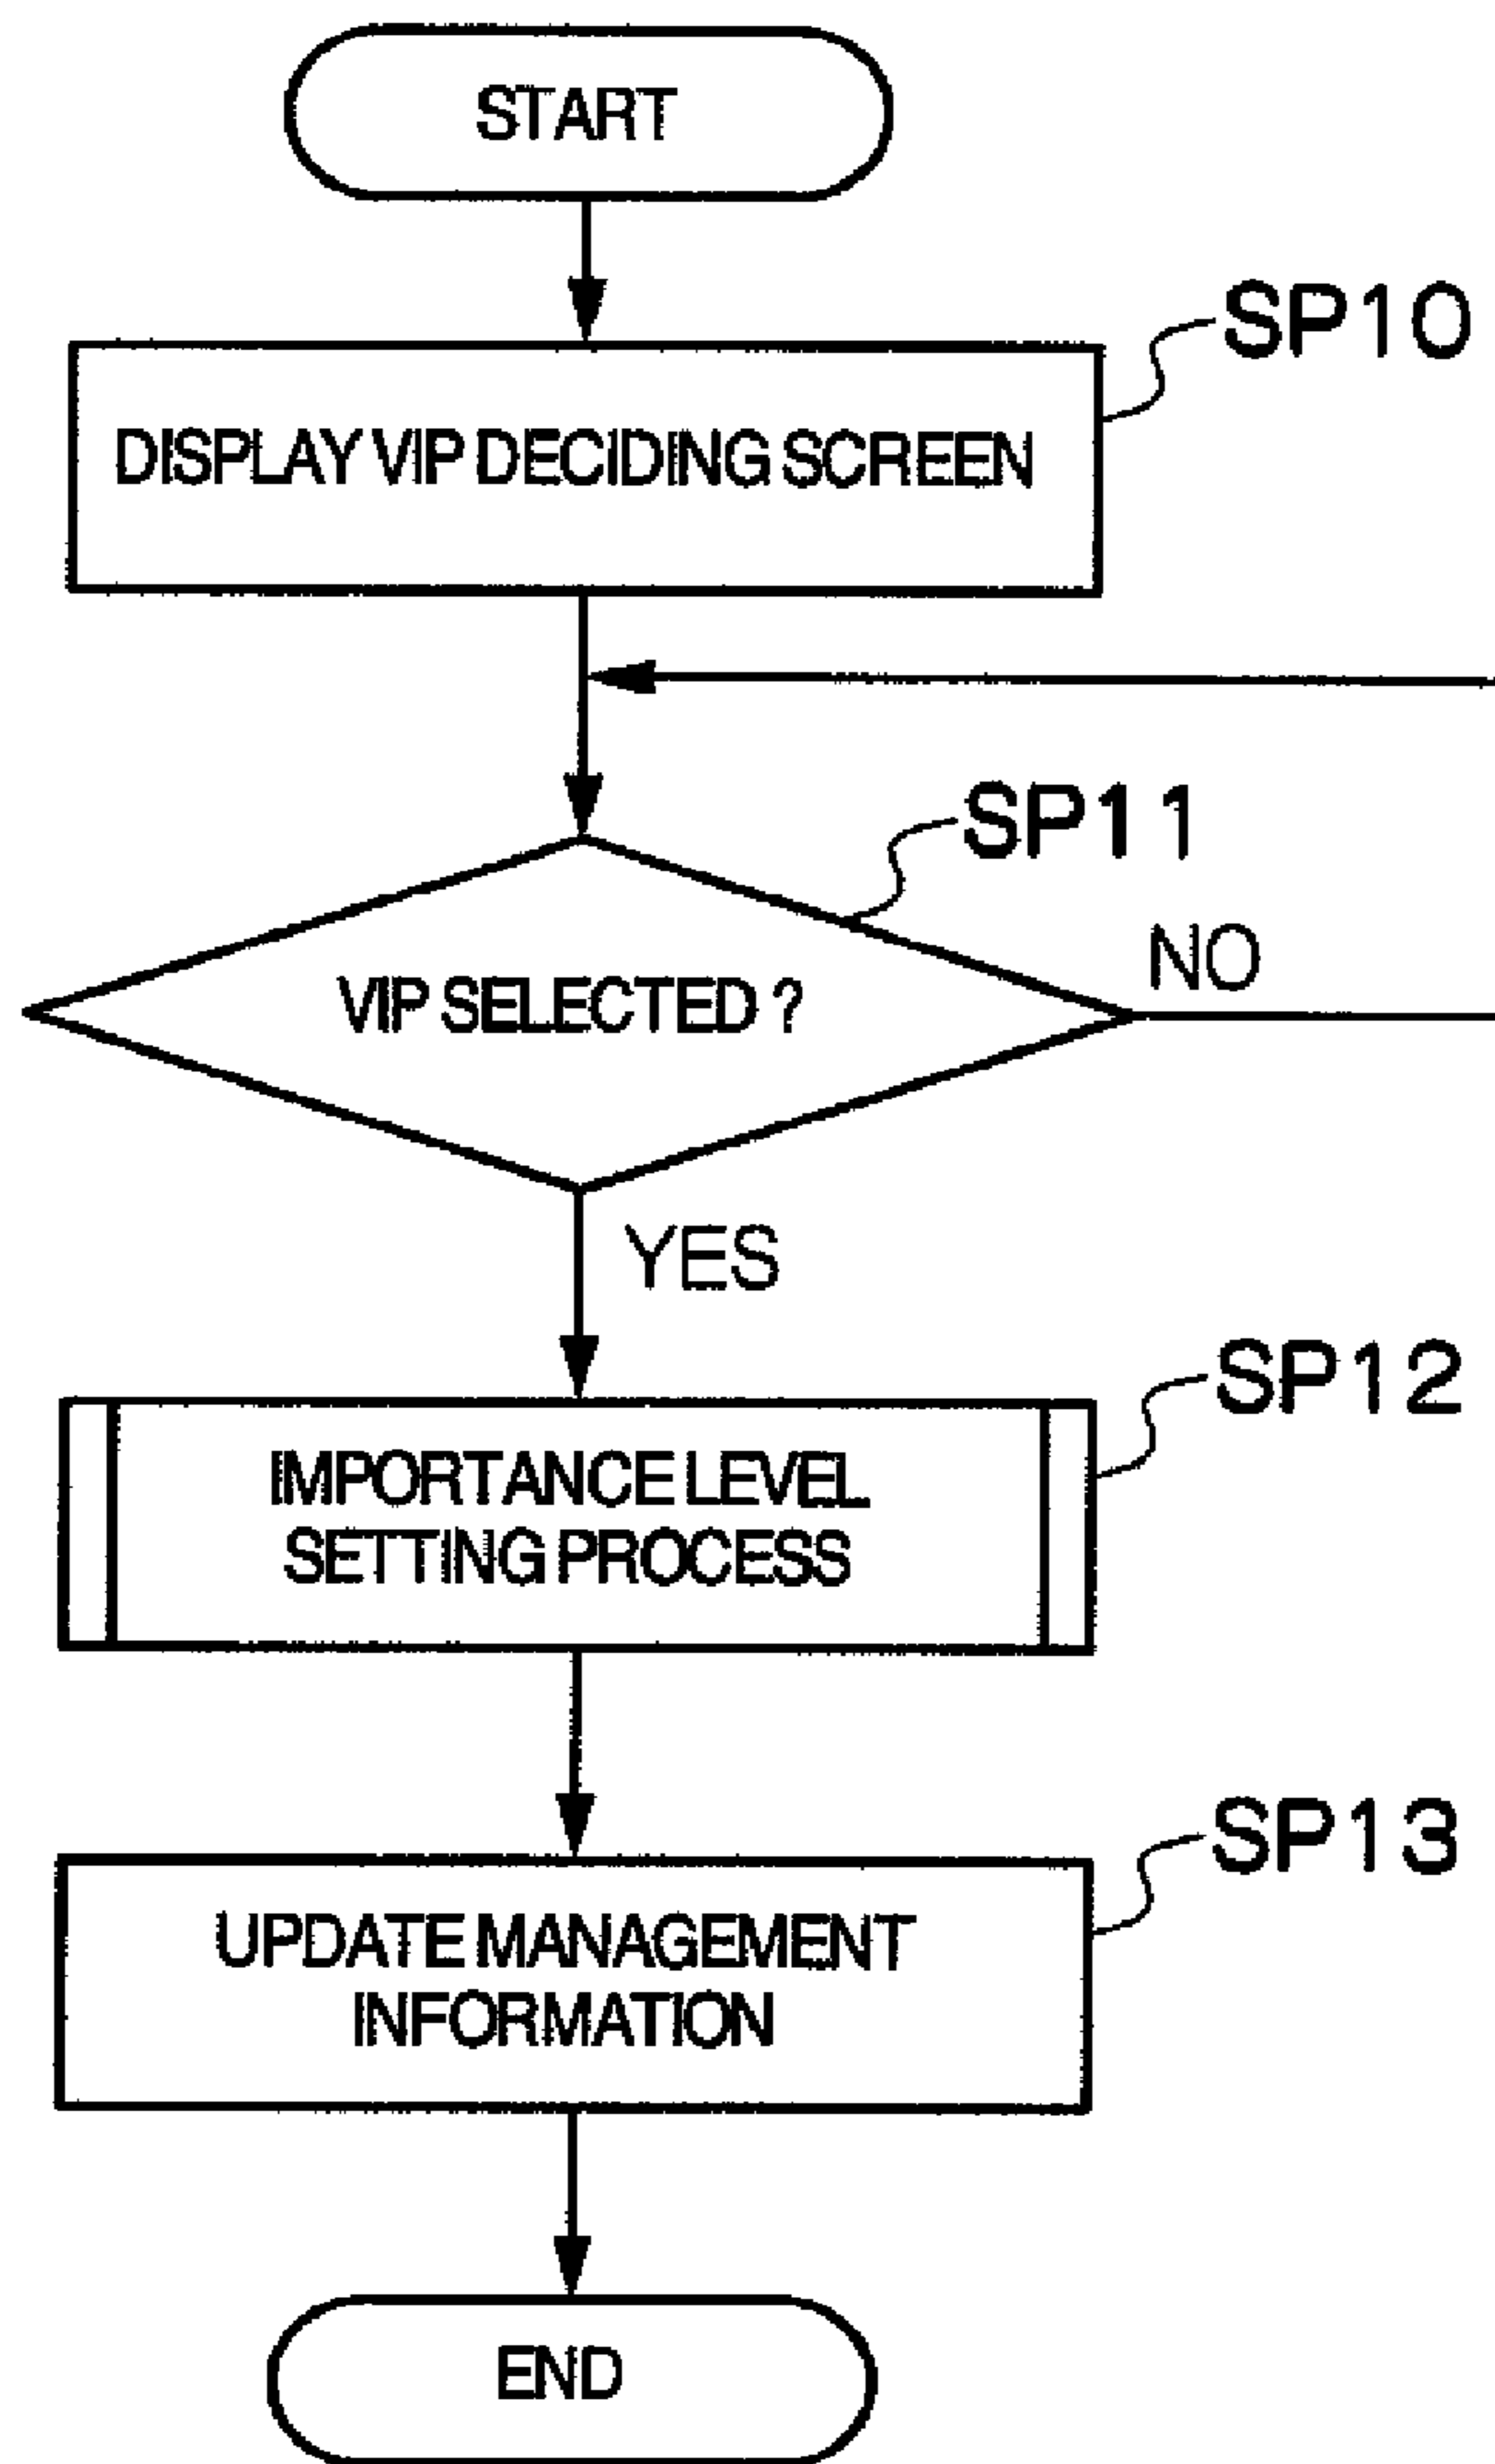 START
SP10
DISPLAY VIP DECIDING SCREEN
SP11
NO
VIP SELECTED ?
YES
SP12
IMPORTANCE LEVEL
SETTING PROCESS
SP13
UPDATE MANAGEMENT
INFORMATION
END